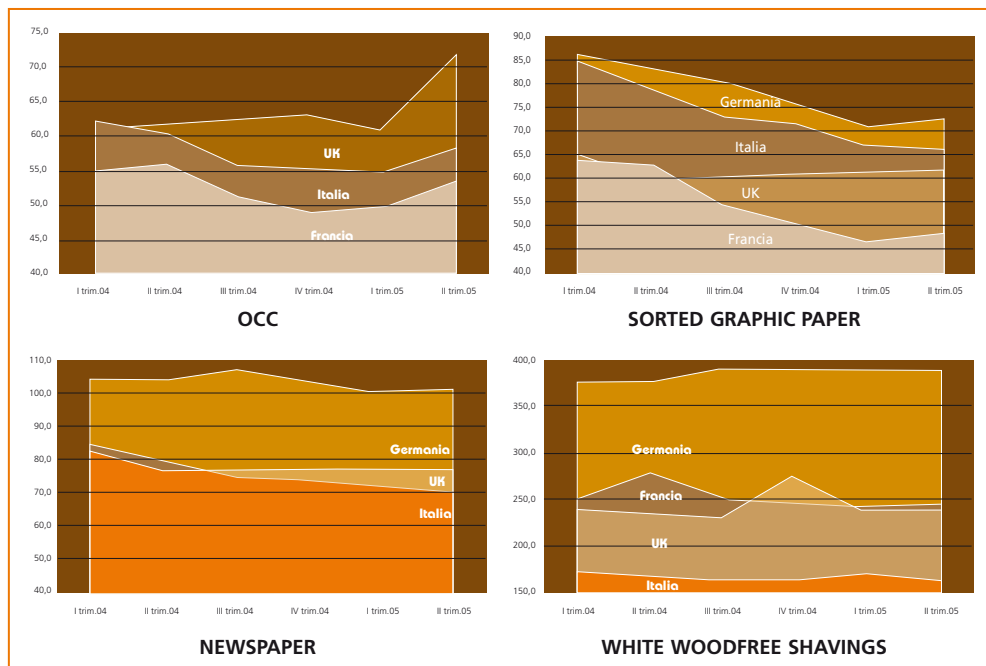 75,0
70,0
65,0
60,0
55,0
50,0
45,0
40,0
UK
Italia
Francia
I trim.04 II trim.04 III trim.04 IV trim.04 I trim.05 II trim.05
OCC
90,0
85,0
80,0
75,0
70,0
65,0
60,0
55,0
50,0
45,0
40,0
Germania
Italia
UK
Francia
I trim.04 II trim.04 III trim.04 IV trim.04 I trim.05 II trim.05
SORTED GRAPHIC PAPER
110,0
100,0
90,0
80,0
70,0
60,0
50,0
40,0
Germania
UK
Italia
I trim.04 II trim.04 III trim.04 IV trim.04 I trim.05 II trim.05
NEWSPAPER
400,0
350,0
300,0
250,0
200,0
150,0
Germania
Francia
UK
Italia
I trim.04 II trim.04 III trim.04 IV trim.04 I trim.05 II trim.05
WHITE WOODFREE SHAVINGS